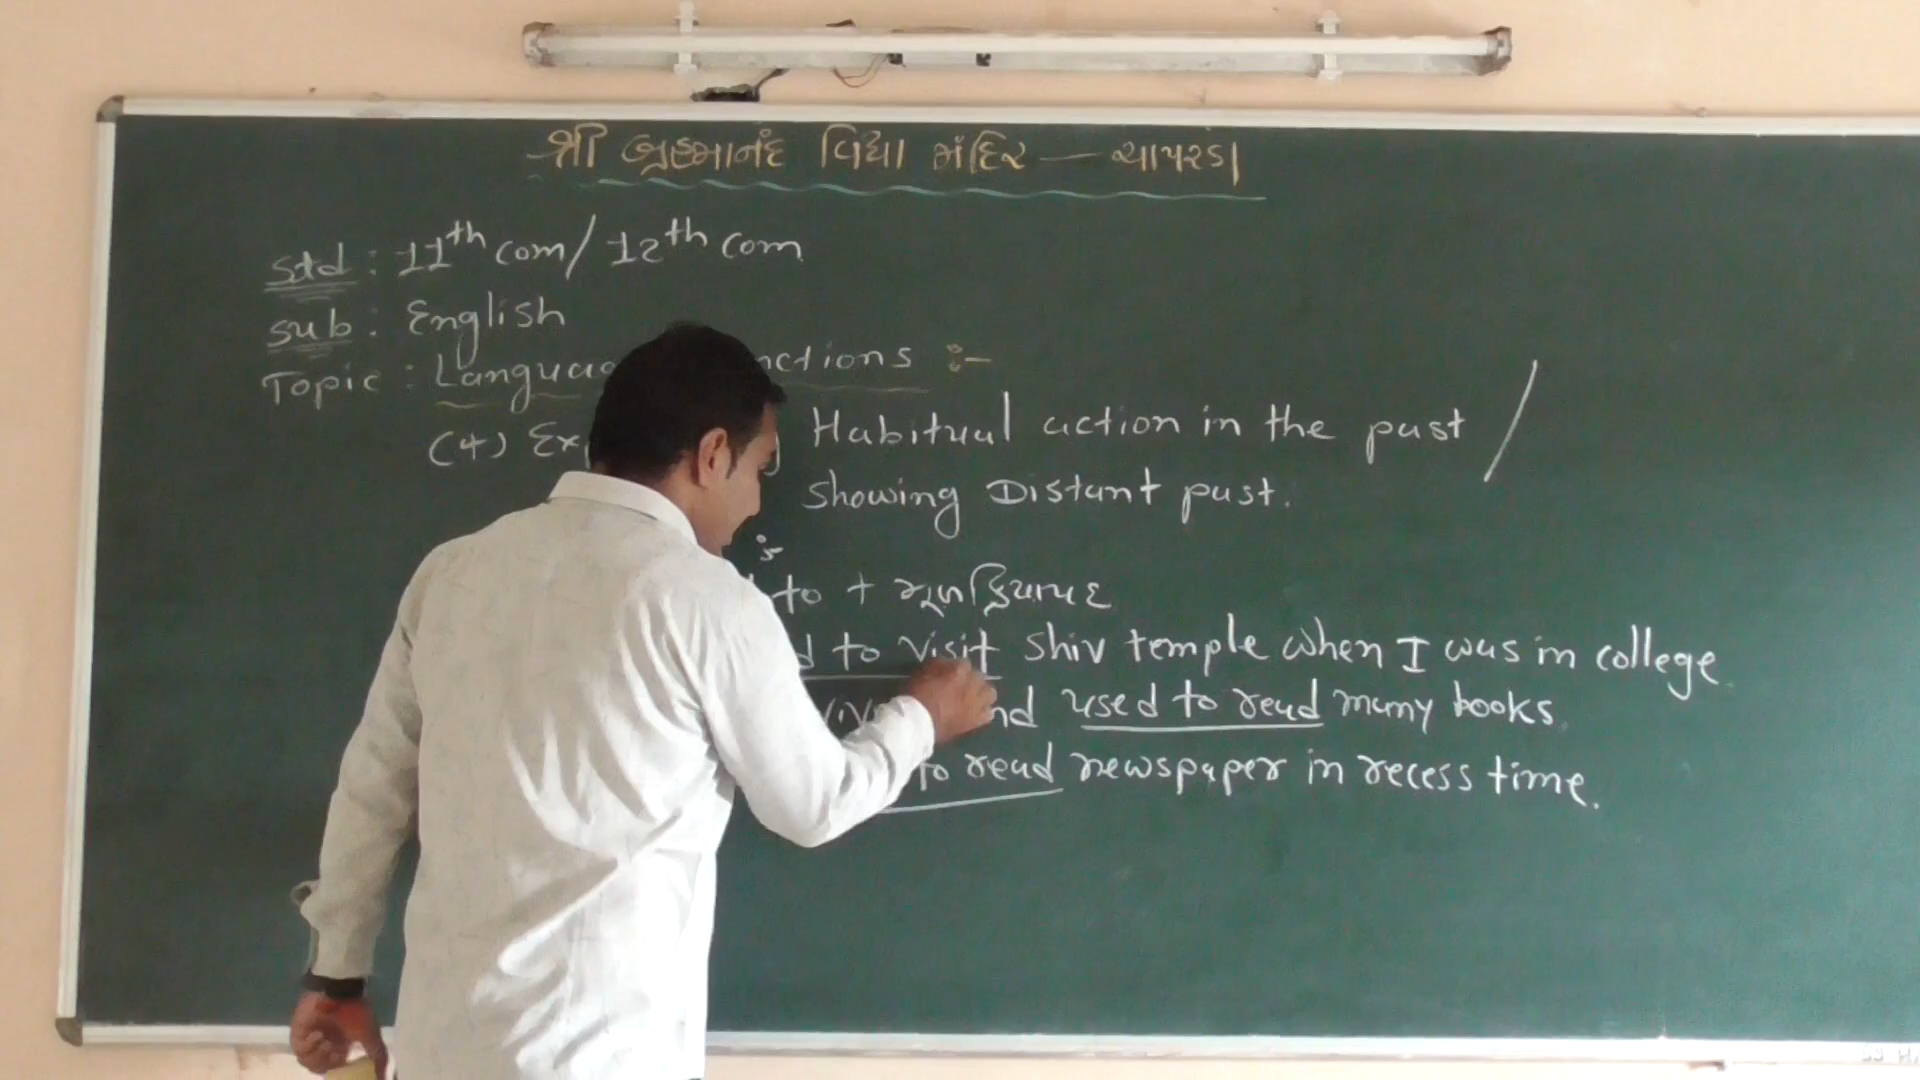 શ્રી બ્રહ્માનંદ વિદ્યા મંદિર — ચાપરડા
Std : 11th com/ 12th com
Sub : English
Topic : Langu ctions :-
(4) Ex Habitual action in the past /
Showing Distant past.
to + મૂળ ક્રિયાપદ
d to visit Shiv temple when I was in college
nd used to read many books.
to read newspaper in recess time.